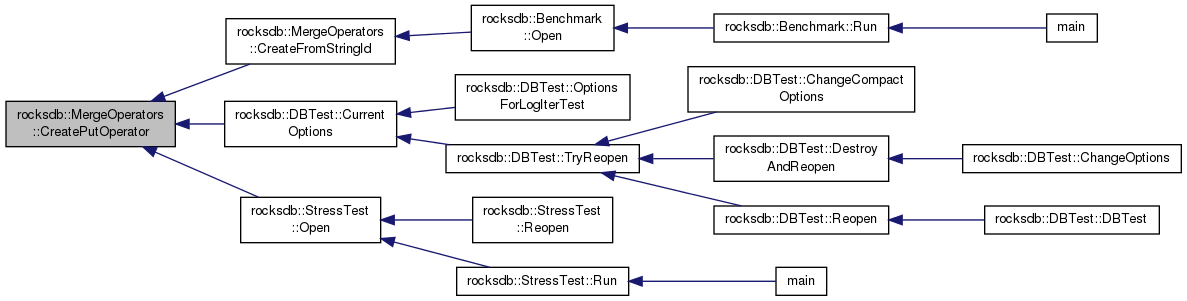 rocksdb::MergeOperators
::CreatePutOperator
rocksdb::MergeOperators
::CreateFromStringId
rocksdb::Benchmark
::Open
rocksdb::Benchmark::Run
main
rocksdb::DBTest::Current
Options
rocksdb::DBTest::Options
ForLogIterTest
rocksdb::DBTest::TryReopen
rocksdb::DBTest::ChangeCompact
Options
rocksdb::DBTest::Destroy
AndReopen
rocksdb::DBTest::ChangeOptions
rocksdb::DBTest::Reopen
rocksdb::DBTest::DBTest
rocksdb::StressTest
::Open
rocksdb::StressTest
::Reopen
rocksdb::StressTest::Run
main